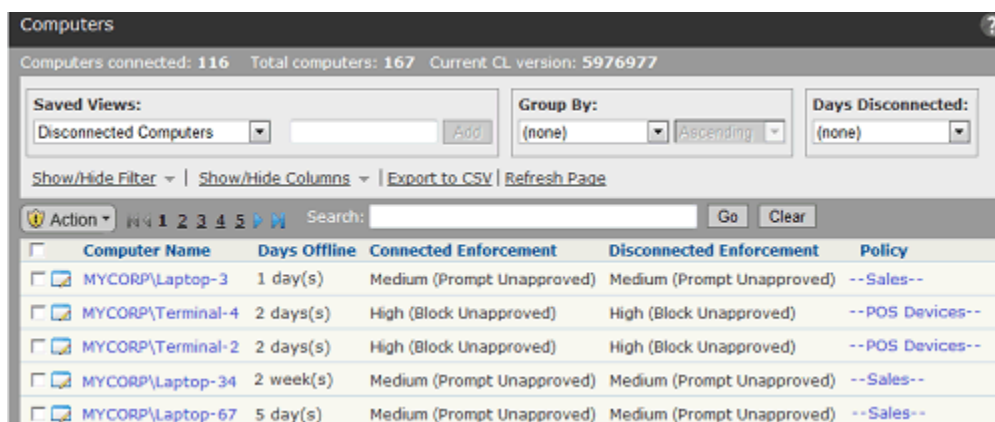 Computers ?
Computers connected: 116 Total computers: 167 Current CL version: 5976977
Saved Views: Group By: Days Disconnected:
Disconnected Computers Add (none) Ascending (none)
Show/Hide Filter | Show/Hide Columns | Export to CSV | Refresh Page
Action 1 2 3 4 5 Search: Go Clear
Computer Name Days Offline Connected Enforcement Disconnected Enforcement Policy
MYCORP\Laptop-3 1 day(s) Medium (Prompt Unapproved) Medium (Prompt Unapproved) --Sales--
MYCORP\Terminal-4 2 days(s) High (Block Unapproved) High (Block Unapproved) --POS Devices--
MYCORP\Terminal-2 2 days(s) High (Block Unapproved) High (Block Unapproved) --POS Devices--
MYCORP\Laptop-34 2 week(s) Medium (Prompt Unapproved) Medium (Prompt Unapproved) --Sales--
MYCORP\Laptop-67 5 day(s) Medium (Prompt Unapproved) Medium (Prompt Unapproved) --Sales--